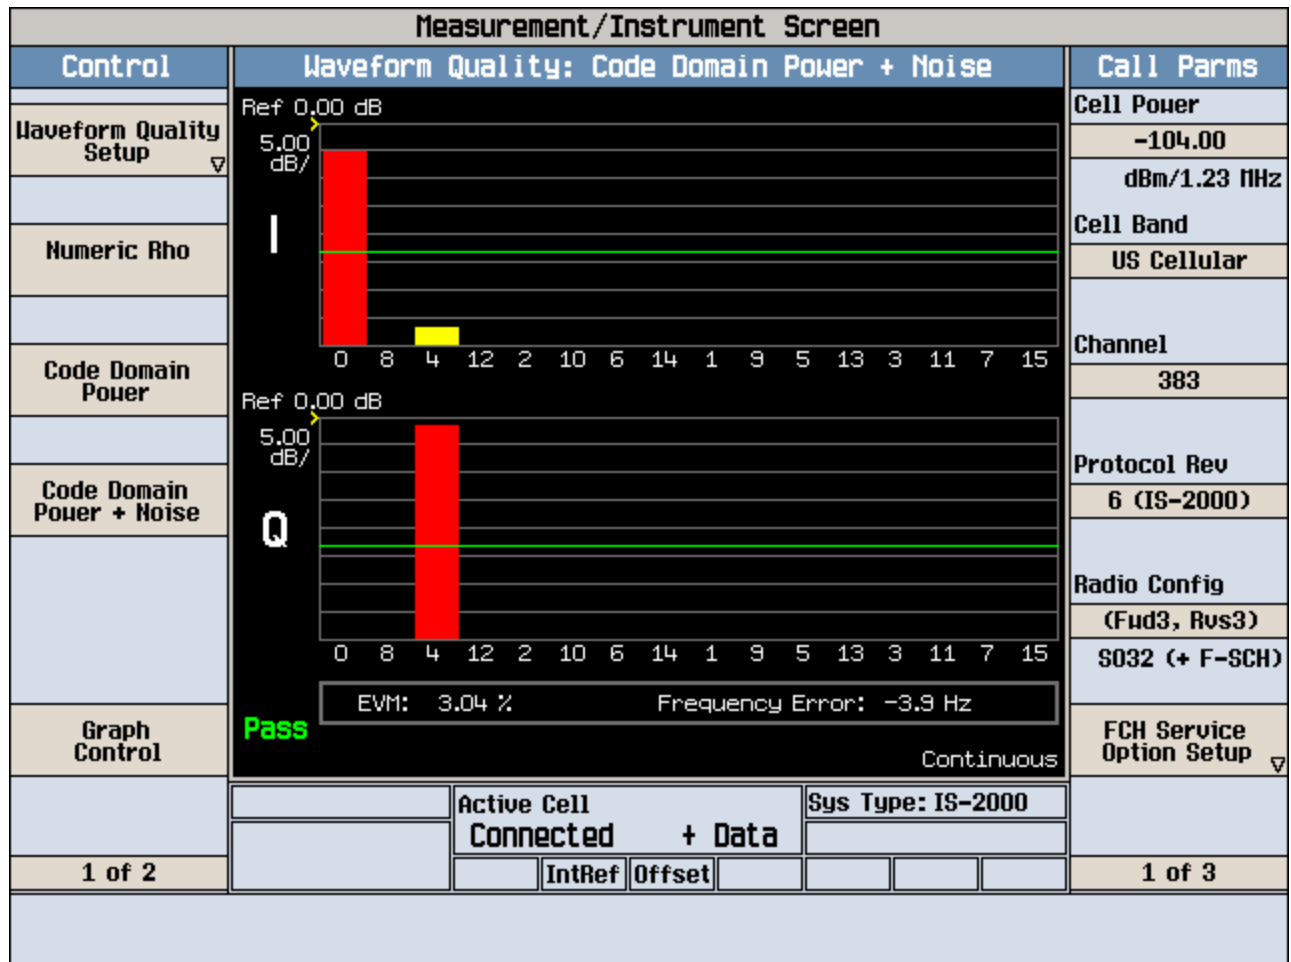 Measurement/Instrument Screen
Control
Waveform Quality
Setup
Numeric Rho
Code Domain
Power
Code Domain
Power + Noise
Graph
Control
1 of 2
Waveform Quality: Code Domain Power + Noise
Ref 0.00 dB
5.00
dB/
I
0 8 4 12 2 10 6 14 1 9 5 13 3 11 7 15
Ref 0.00 dB
5.00
dB/
Q
0 8 4 12 2 10 6 14 1 9 5 13 3 11 7 15
EVM: 3.04 % Frequency Error: -3.9 Hz
Pass
Continuous
Active Cell
Connected + Data
Sys Type: IS-2000
IntRef Offset
Call Parms
Cell Power
-104.00
dBm/1.23 MHz
Cell Band
US Cellular
Channel
383
Protocol Rev
6 (IS-2000)
Radio Config
(Fwd3, Rvs3)
SO32 (+ F-SCH)
FCH Service
Option Setup
1 of 3